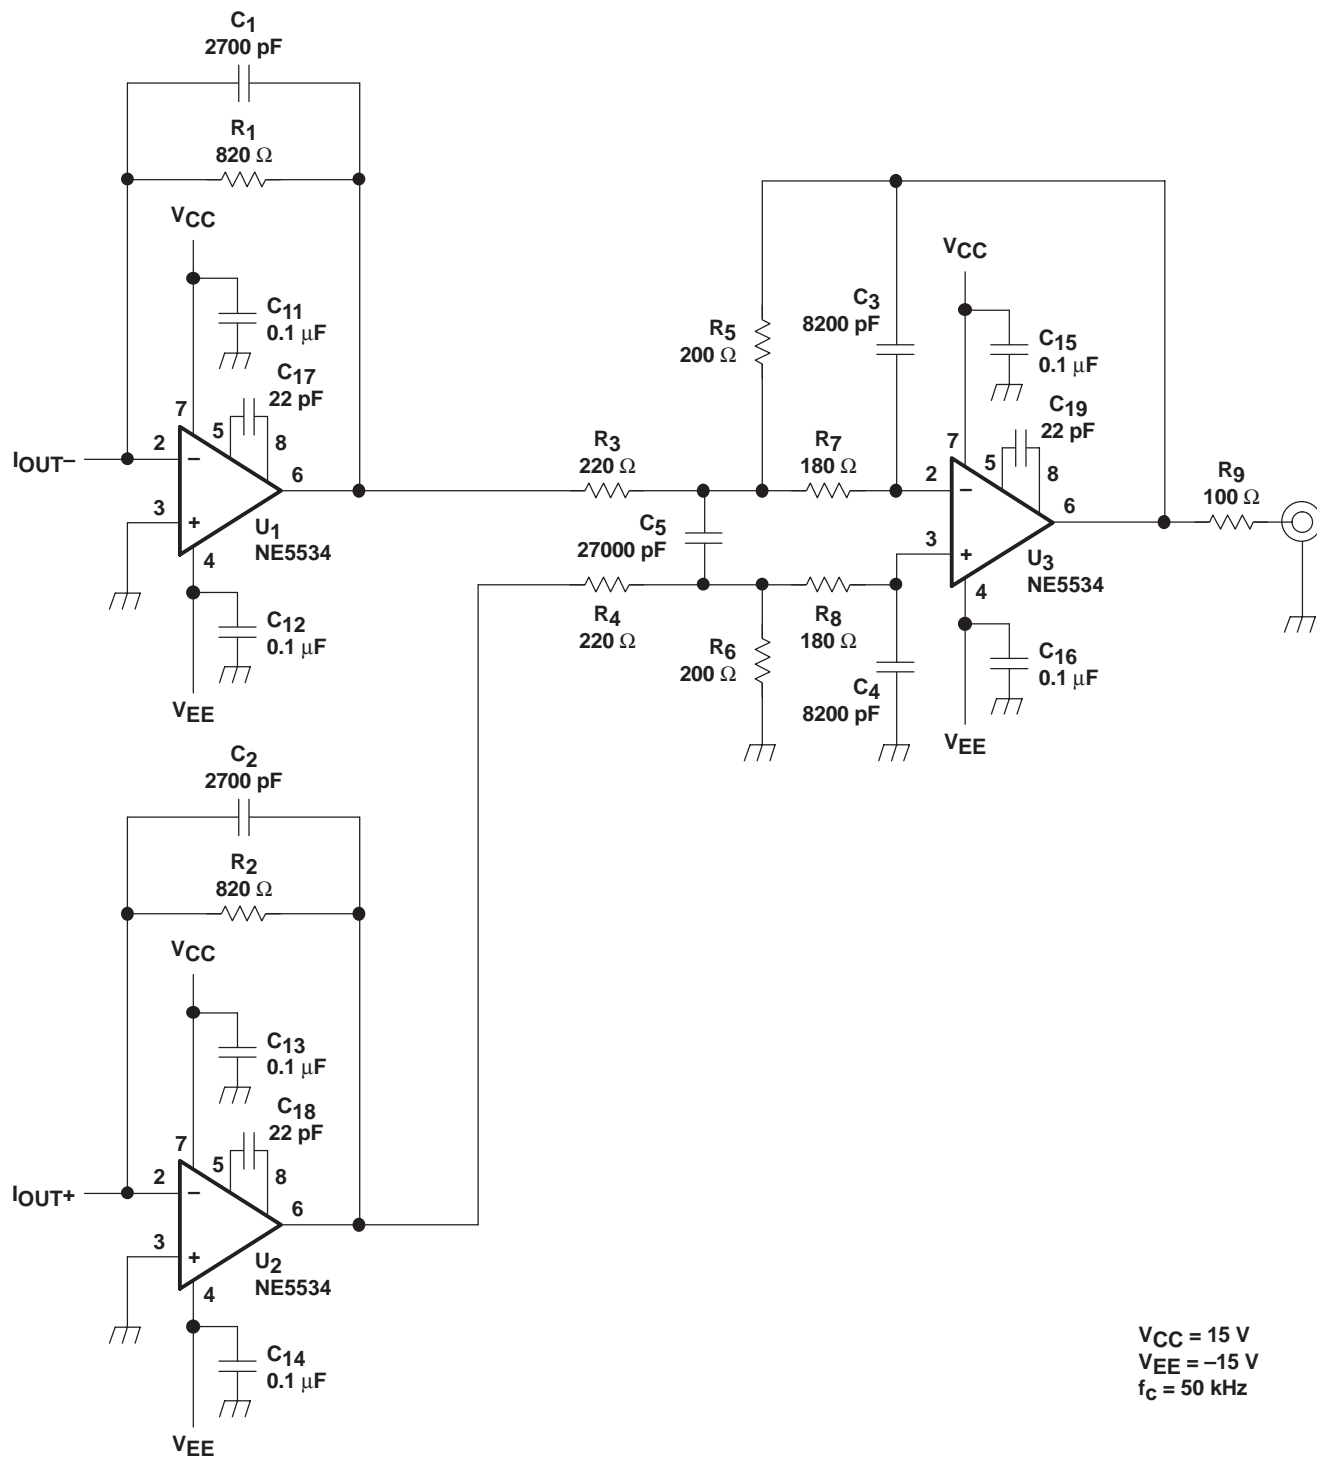 C1
2700 pF
R1
820 Ω
VCC
C11
0.1 μF
C17
22 pF
7
5
8
2
IOUT–
–
6
3
+
U1
NE5534
4
C12
0.1 μF
VEE
R3
220 Ω
R5
200 Ω
C3
8200 pF
VCC
C15
0.1 μF
C19
22 pF
7
5
8
R7
180 Ω
2
–
6
R9
100 Ω
C5
27000 pF
3
+
U3
NE5534
4
R4
220 Ω
R6
200 Ω
R8
180 Ω
C4
8200 pF
C16
0.1 μF
VEE
C2
2700 pF
R2
820 Ω
VCC
C13
0.1 μF
C18
22 pF
7
5
8
2
IOUT+
–
6
3
+
U2
NE5534
4
C14
0.1 μF
VEE
VCC = 15 V
VEE = –15 V
fc = 50 kHz